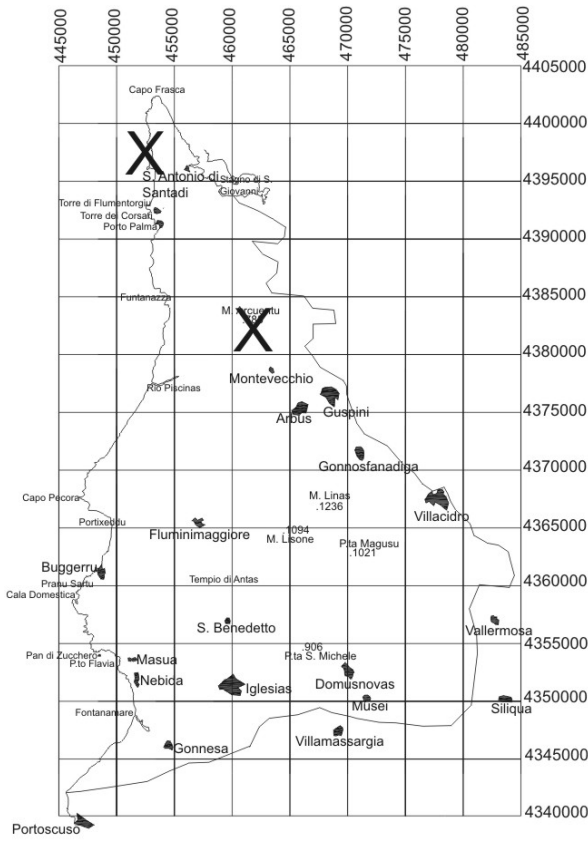 445000
450000
455000
460000
465000
470000
475000
480000
485000
4405000
Capo Frasca
4400000
X
S. Antonio di
Santadi
Stagno di S.
Giovanni
4395000
Torre di Flumentorgiu
Torre dei Corsari
Porto Palma
4390000
Funtanazza
4385000
M. Arcuentu
X
4380000
Montevecchio
Rio Piscinas
Arbus
Guspini
4375000
Gonnosfanadiga
4370000
Capo Pecora
M. Linas
.1236
Villacidro
Portixeddu
Fluminimaggiore
.1094
M. Lisone
4365000
P.ta Magusu
.1021
Buggerru
Pranu Sartu
Cala Domestica
Tempio di Antas
4360000
S. Benedetto
Vallermosa
4355000
.906
P.ta S. Michele
Pan di Zucchero
P.to Flavia
Masua
Nebida
Iglesias
Domusnovas
Musei
4350000
Siliqua
Fontanamare
Gonnesa
Villamassargia
4345000
4340000
Portoscuso